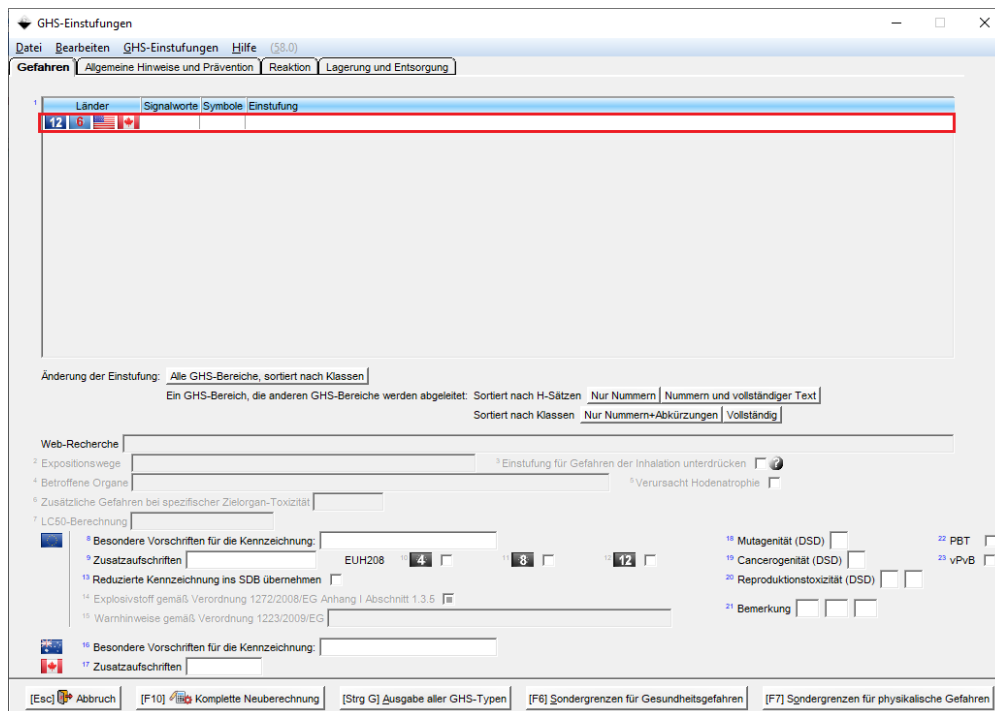 GHS-Einstufungen
Datei Bearbeiten GHS-Einstufungen Hilfe (58.0)
Gefahren Allgemeine Hinweise und Prävention Reaktion Lagerung und Entsorgung
1 Länder Signalworte Symbole Einstufung
12 6
Änderung der Einstufung: Alle GHS-Bereiche, sortiert nach Klassen
Ein GHS-Bereich, die anderen GHS-Bereiche werden abgeleitet: Sortiert nach H-Sätzen Nur Nummern Nummern und vollständiger Text
Sortiert nach Klassen Nur Nummern+Abkürzungen Vollständig
Web-Recherche
2 Expositionswege 3 Einstufung für Gefahren der Inhalation unterdrücken ?
4 Betroffene Organe 5 Verursacht Hodenatrophie
6 Zusätzliche Gefahren bei spezifischer Zielorgan-Toxizität
7 LC50-Berechnung
8 Besondere Vorschriften für die Kennzeichnung: 18 Mutagenität (DSD) 22 PBT
9 Zusatzaufschriften EUH208 10 4 11 8 12 12 19 Cancerogenität (DSD) 23 vPvB
13 Reduzierte Kennzeichnung ins SDB übernehmen 20 Reproduktionstoxizität (DSD)
14 Explosivstoff gemäß Verordnung 1272/2008/EG Anhang I Abschnitt 1.3.5
15 Warnhinweise gemäß Verordnung 1223/2009/EG 21 Bemerkung
16 Besondere Vorschriften für die Kennzeichnung:
17 Zusatzaufschriften
[Esc] Abbruch [F10] Komplette Neuberechnung [Strg G] Ausgabe aller GHS-Typen [F6] Sondergrenzen für Gesundheitsgefahren [F7] Sondergrenzen für physikalische Gefahren